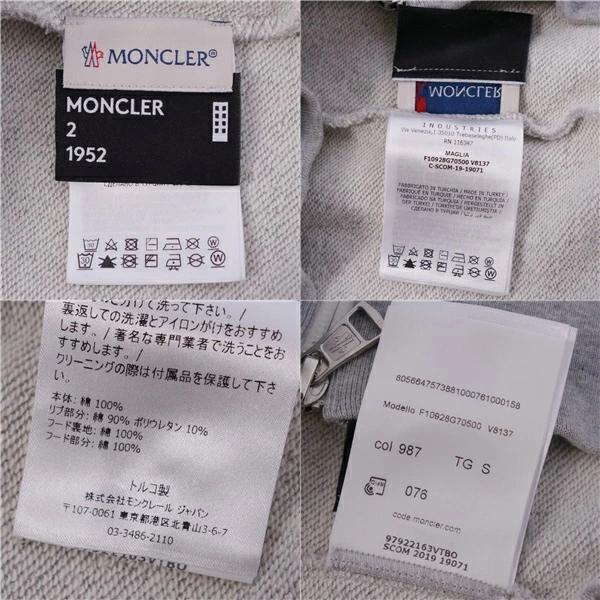 MONCLER
MONCLER
2
1952
MONCLER
INDUSTRIES
Via Venezia,1 35010 Trebaseleghe(PD) Italy
RN 116347
MAGLIA
F10928G70500 V8137
C-SCOM-19-19071
FABRIQUÉ EN TURQUIE / HECHO EN TURQUÍA
裏返しての洗濯とアイロンがけをおすすめ
します。/著名な専門業者で洗うことをお
すすめします。/
クリーニングの際は付属品を保護して下さ
い。
本体: 綿 100%
リブ部分: 綿 90% ポリウレタン 10%
フード裏地: 綿 100%
フード部分: 綿 100%
トルコ製
株式会社モンクレール ジャパン
〒107-0061 東京都港区北青山3-6-7
03-3486-2110
8056647573881000761000158
Modello F10928G70500 V8137
col 987 TG S
076
code.moncler.com
97922163VTBO
SCOM 2019 19071